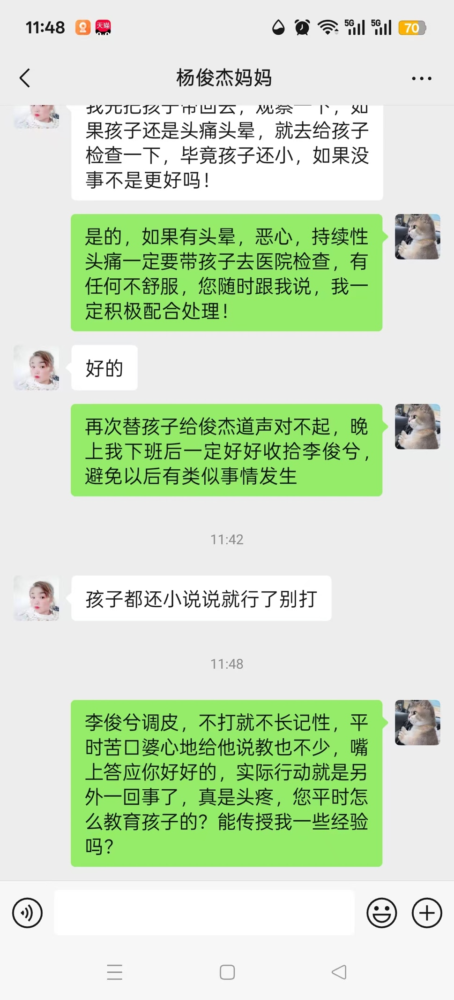 11:48
天猫
5G
5G
70
杨俊杰妈妈
我先把孩子带回去，观察一下，如
果孩子还是头痛头晕，就去给孩子
检查一下，毕竟孩子还小，如果没
事不是更好吗！
是的，如果有头晕，恶心，持续性
头痛一定要带孩子去医院检查，有
任何不舒服，您随时跟我说，我一
定积极配合处理！
好的
再次替孩子给俊杰道声对不起，晚
上我下班后一定好好收拾李俊兮，
避免以后有类似事情发生
11:42
孩子都还小说说就行了别打
11:48
李俊兮调皮，不打就不长记性，平
时苦口婆心地给他说教也不少，嘴
上答应你好好的，实际行动就是另
外一回事了，真是头疼，您平时怎
么教育孩子的？能传授我一些经验
吗？